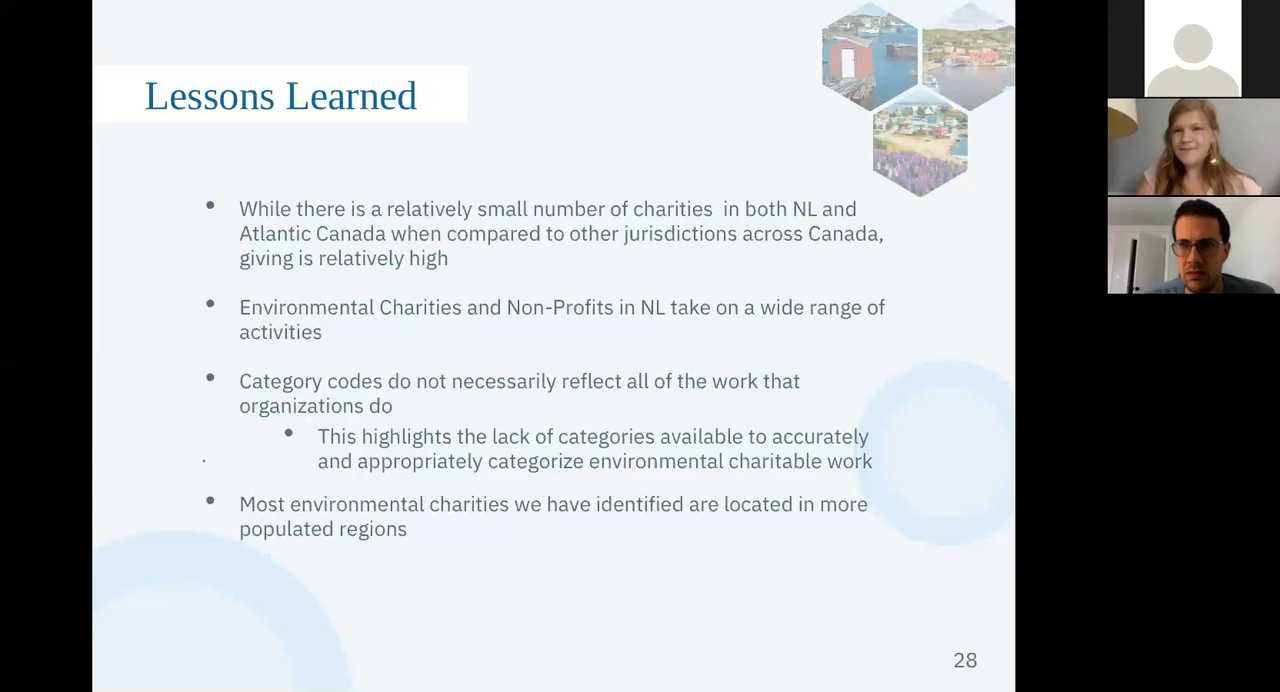 Lessons Learned
• While there is a relatively small number of charities  in both NL and
Atlantic Canada when compared to other jurisdictions across Canada,
giving is relatively high
• Environmental Charities and Non-Profits in NL take on a wide range of
activities
• Category codes do not necessarily reflect all of the work that
organizations do
• This highlights the lack of categories available to accurately
and appropriately categorize environmental charitable work
• Most environmental charities we have identified are located in more
populated regions
28